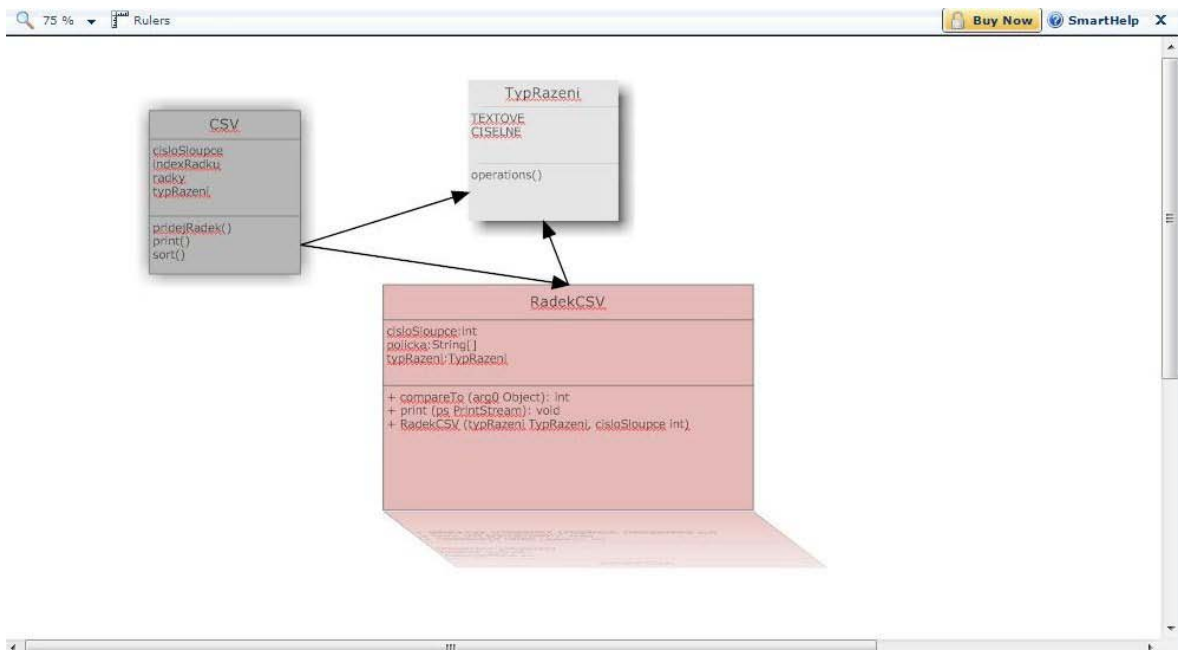 75 %
Rulers
Buy Now
SmartHelp
X
CSV
cisloSloupce
indexRadku
radky
typRazeni
pridejRadek()
print()
sort()
TypRazeni
TEXTOVE
CISELNE
operations()
RadekCSV
cisloSloupce:int
policka:String[]
typRazeni:TypRazeni
+ compareTo (arg0 Object): int
+ print (ps PrintStream): void
+ RadekCSV (typRazeni TypRazeni, cisloSloupce int)